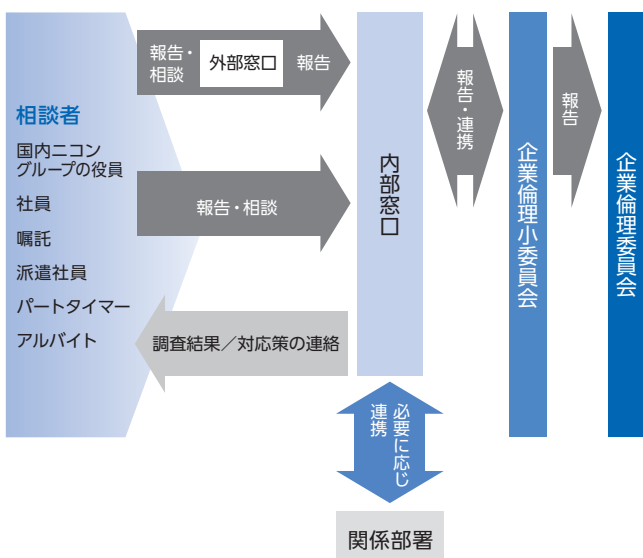 相談者
国内ニコン
グループの役員
社員
嘱託
派遣社員
パートタイマー
アルバイト
報告・
相談
外部窓口
報告
報告・相談
調査結果／対応策の連絡
内部窓口
報告・連携
企業倫理小委員会
報告
企業倫理委員会
必要に応じ
連携
関係部署